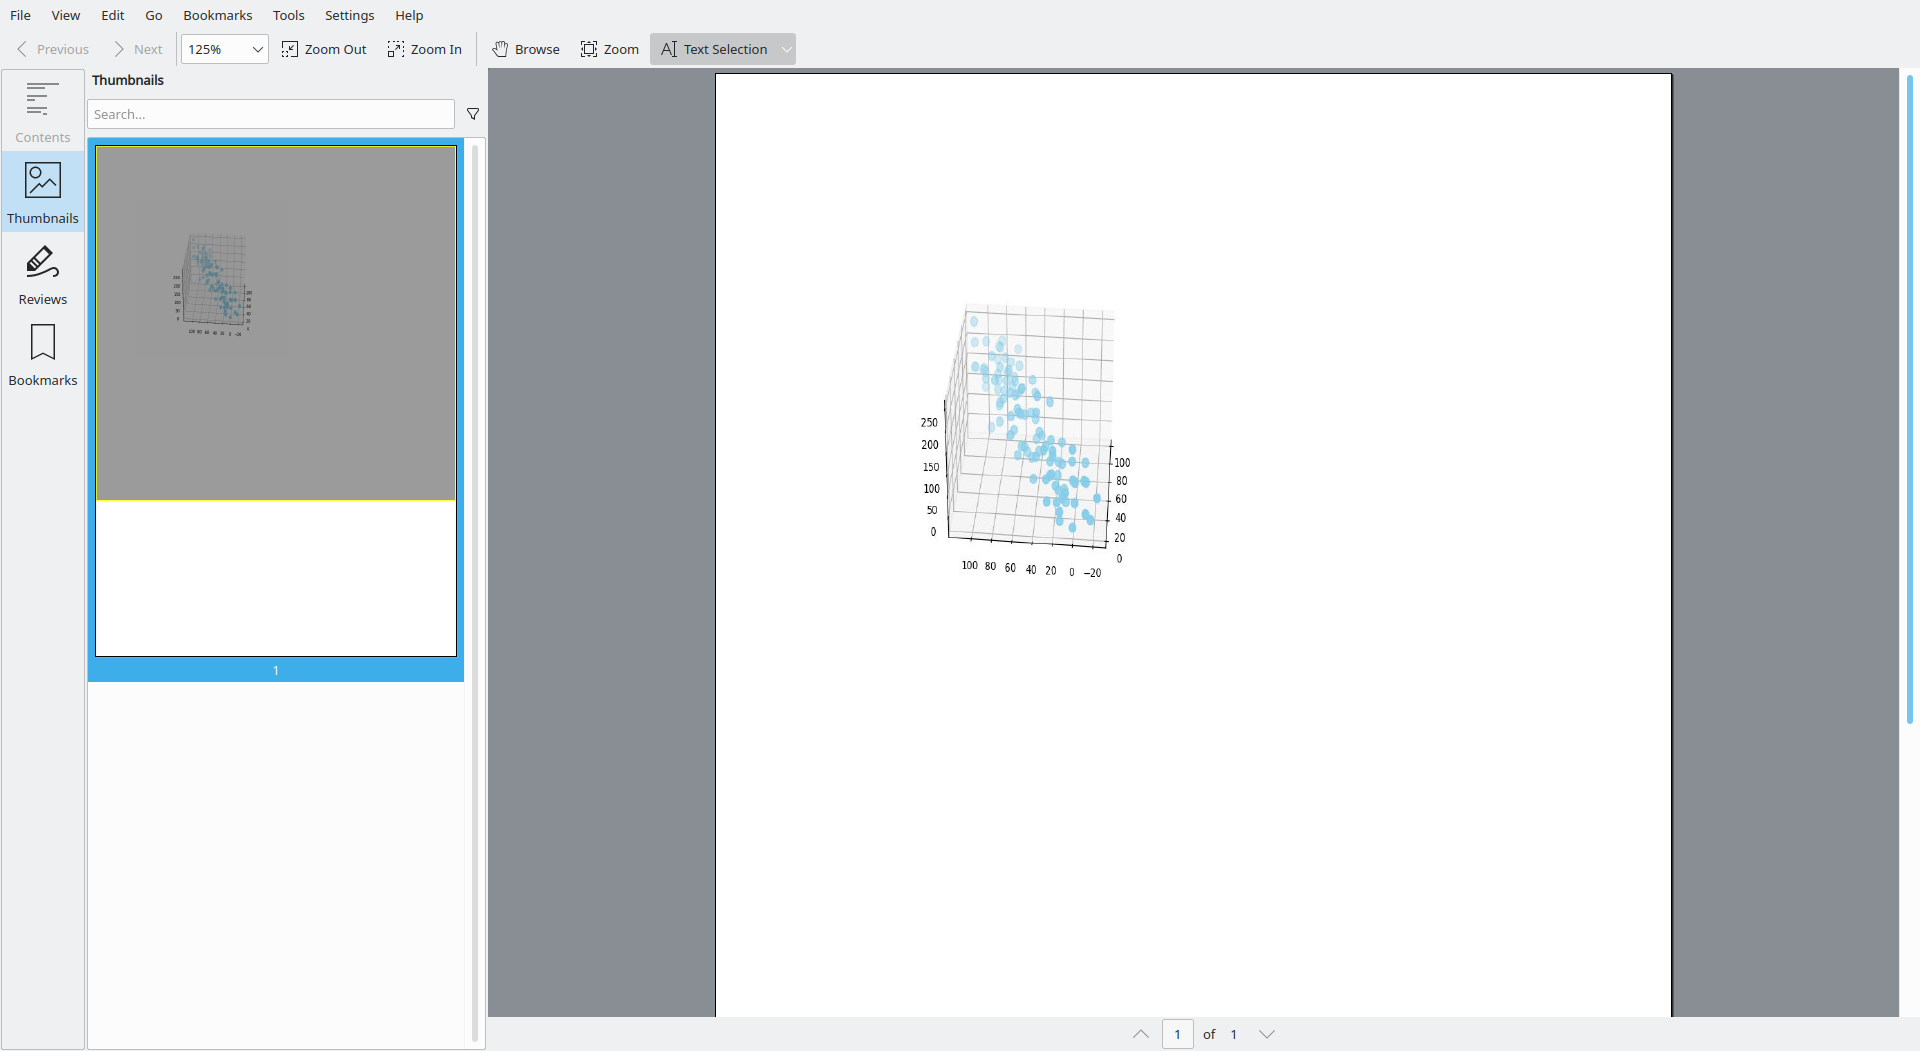 File View Edit Go Bookmarks Tools Settings Help
Previous Next 125% Zoom Out Zoom In Browse Zoom Text Selection
Thumbnails
Search...
Contents
Thumbnails
Reviews
Bookmarks
1
250
200
150
100
50
0
100
80
60
40
20
0
100 80 60 40 20 0 −20
1 of 1